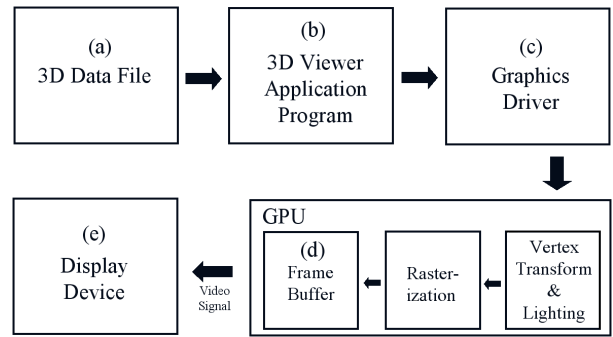 (a)
3D Data File
(b)
3D Viewer
Application
Program
(c)
Graphics
Driver
GPU
(d)
Frame
Buffer
Raster-
ization
Vertex
Transform
&
Lighting
Video
Signal
(e)
Display
Device